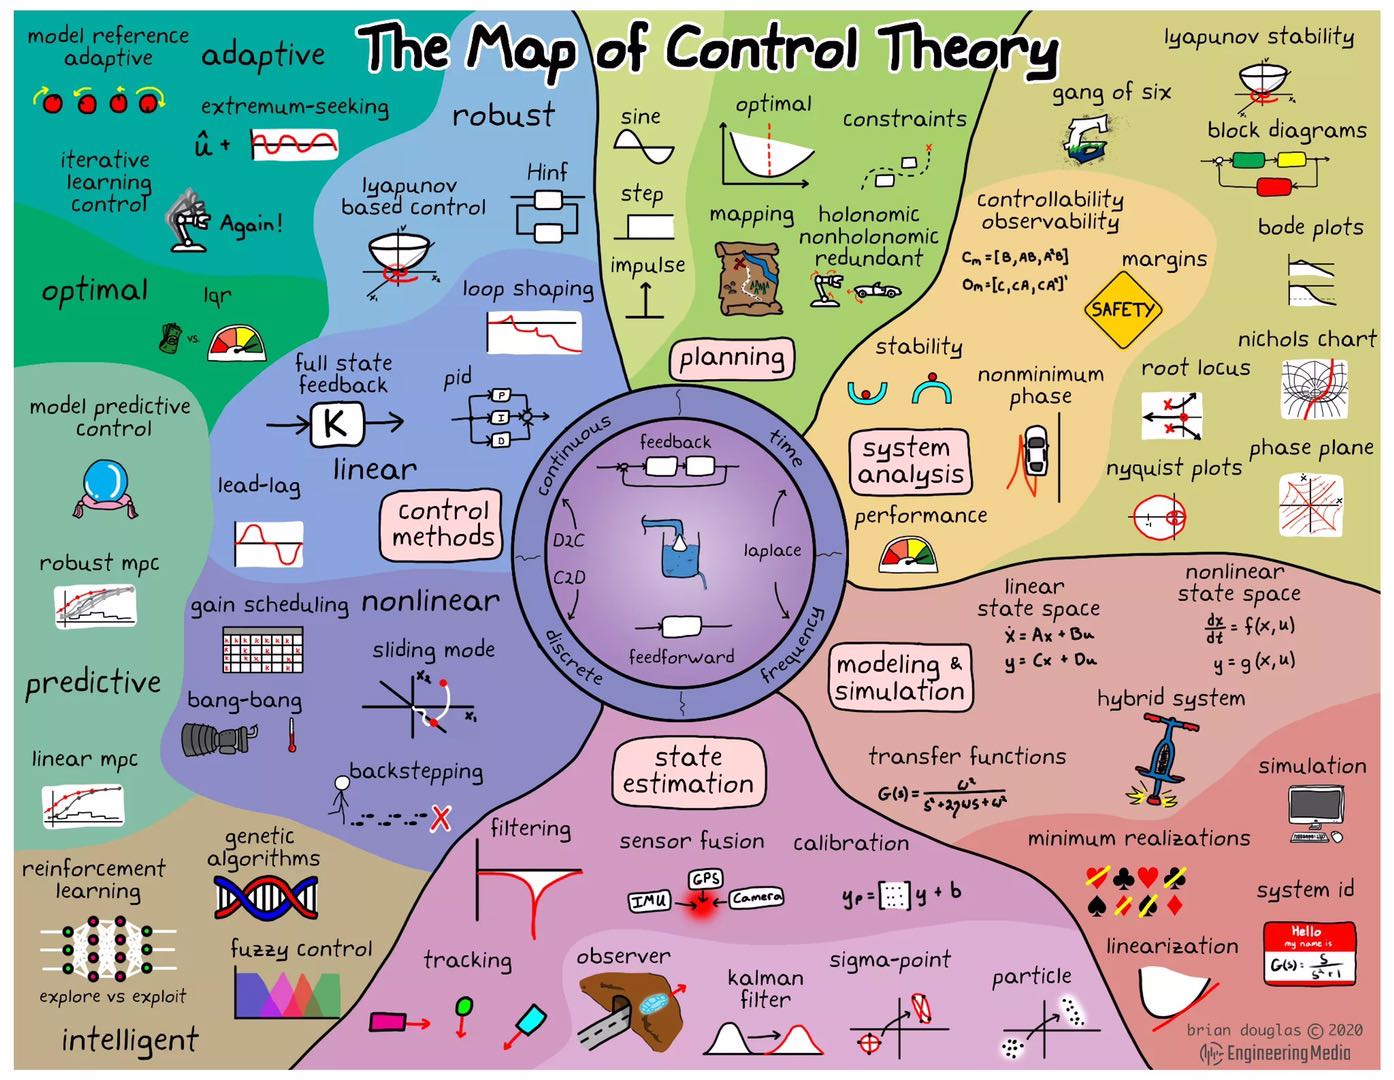 The Map of Control Theory
model reference
adaptive
adaptive
extremum-seeking
û +
iterative
learning
control
Again!
robust
lyapunov
based control
v
x₁
x₂
Hinf
loop shaping
optimal
lqr
vs.
full state
feedback
K
pid
P
I
D
linear
lead-lag
control
methods
model predictive
control
robust mpc
predictive
linear mpc
gain scheduling
nonlinear
sliding mode
x₂
x₁
bang-bang
backstepping
X
reinforcement
learning
explore vs exploit
genetic
algorithms
fuzzy control
intelligent
sine
step
impulse
optimal
constraints
x
mapping
holonomic
nonholonomic
redundant
planning
lyapunov stability
v
x₁
x₂
gang of six
block diagrams
controllability
observability
Cm=[B, AB, A²B]
Om=[C, CA, CA²]'
margins
SAFETY
bode plots
nichols chart
stability
nonminimum
phase
root locus
phase plane
nyquist plots
system
analysis
performance
continuous
time
discrete
frequency
feedback
D2C
C2D
laplace
feedforward
modeling &
simulation
linear
state space
ẋ = Ax + Bu
y = Cx + Du
nonlinear
state space
dx/dt = f(x, u)
y = g(x, u)
hybrid system
transfer functions
G(s) = ω²/s²+2ζωs+ω²
simulation
minimum realizations
system id
Hello
my name is
G(s) = s/s²+1
linearization
state
estimation
filtering
sensor fusion
GPS
IMU
Camera
calibration
yp = [ ] y + b
tracking
observer
kalman
filter
sigma-point
particle
brian douglas © 2020
Engineering Media